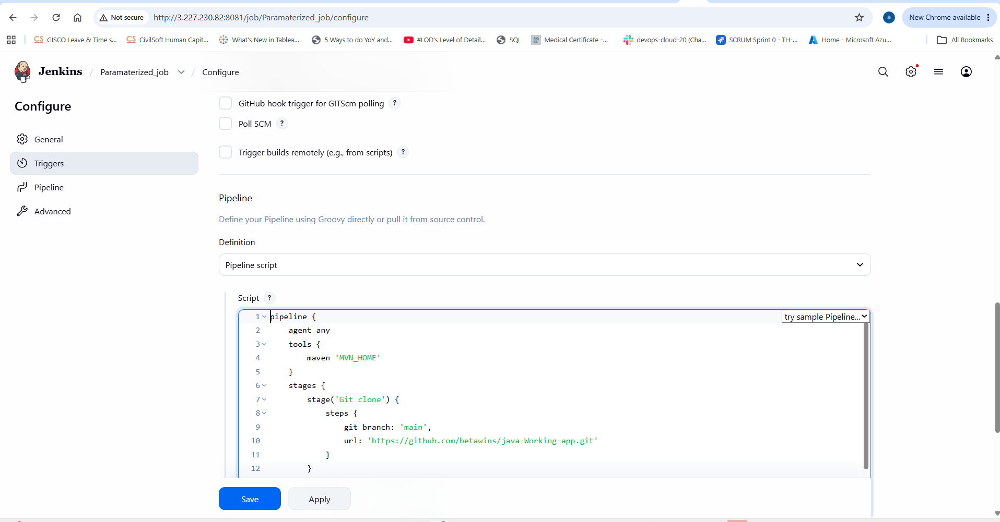 Not secure http://3.227.230.82:8081/job/Paramaterized_job/configure a New Chrome available
CS GISCO Leave & Time s... CS CivilSoft Human Capit... What's New in Tablea... 5 Ways to do YoY and... #LOD's Level of Detail... SQL Medical Certificate -... devops-cloud-20 (Cha... SCRUM Sprint 0 - TH-... Home - Microsoft Azu... All Bookmarks
Jenkins / Paramaterized_job / Configure
Configure
General
Triggers
Pipeline
Advanced
GitHub hook trigger for GITScm polling ?
Poll SCM ?
Trigger builds remotely (e.g., from scripts) ?
Pipeline
Define your Pipeline using Groovy directly or pull it from source control.
Definition
Pipeline script
Script ?
try sample Pipeline...
1 pipeline {
2 agent any
3 tools {
4 maven 'MVN_HOME'
5 }
6 stages {
7 stage('Git clone') {
8 steps {
9 git branch: 'main',
10 url: 'https://github.com/betawins/java-Working-app.git'
11 }
12 }
Save Apply